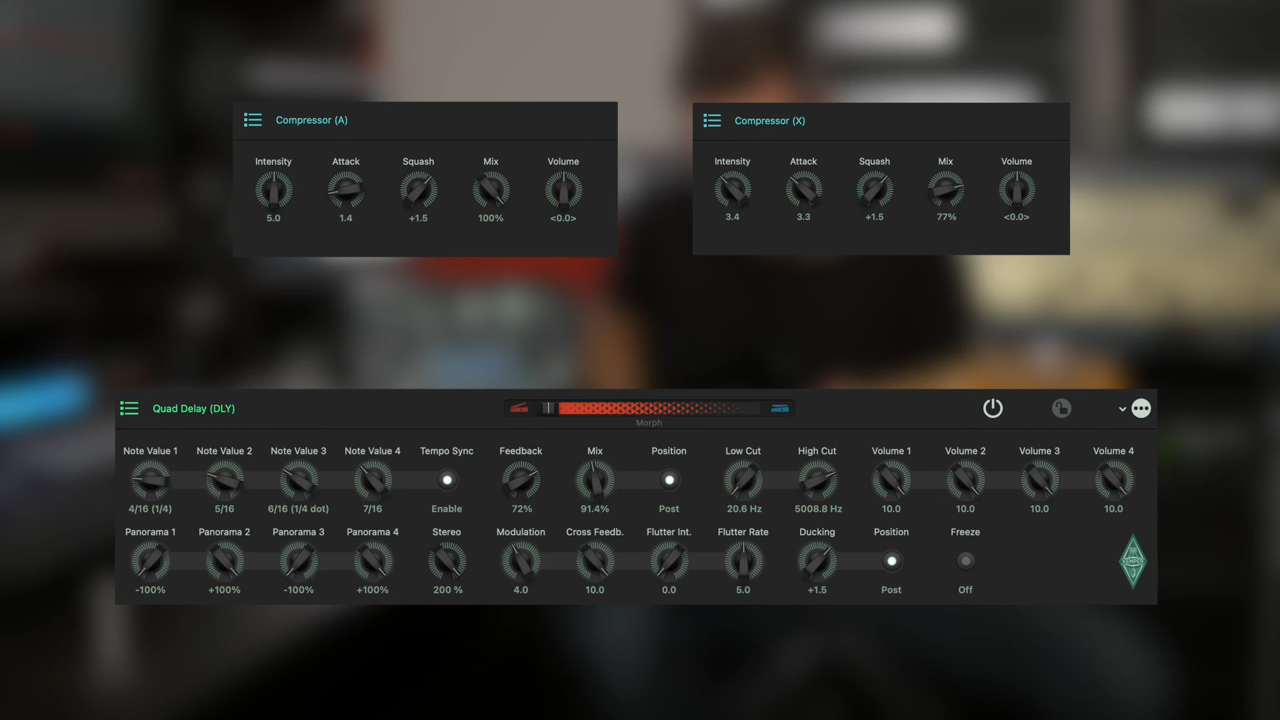 Compressor (A)
Intensity Attack Squash Mix Volume
5.0 1.4 +1.5 100% <0.0>
Compressor (X)
Intensity Attack Squash Mix Volume
3.4 3.3 +1.5 77% <0.0>
Quad Delay (DLY)
Morph
Note Value 1 Note Value 2 Note Value 3 Note Value 4 Tempo Sync Feedback Mix Position Low Cut High Cut Volume 1 Volume 2 Volume 3 Volume 4
4/16 (1/4) 5/16 6/16 (1/4 dot) 7/16 Enable 72% 91.4% Post 20.6 Hz 5008.8 Hz 10.0 10.0 10.0 10.0
Panorama 1 Panorama 2 Panorama 3 Panorama 4 Stereo Modulation Cross Feedb. Flutter Int. Flutter Rate Ducking Position Freeze
-100% +100% -100% +100% 200 % 4.0 10.0 0.0 5.0 +1.5 Post Off
KEMPER